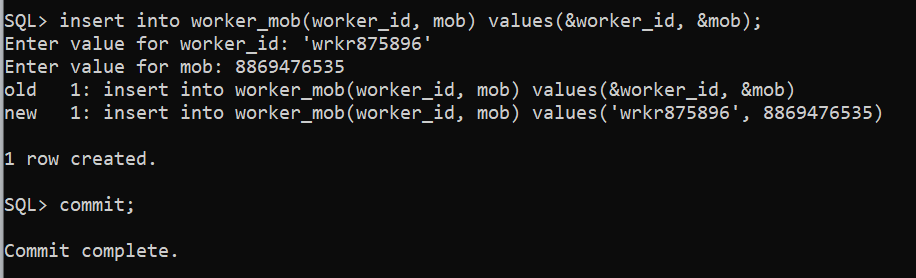 SQL> insert into worker_mob(worker_id, mob) values(&worker_id, &mob);
Enter value for worker_id: 'wrkr875896'
Enter value for mob: 8869476535
old   1: insert into worker_mob(worker_id, mob) values(&worker_id, &mob)
new   1: insert into worker_mob(worker_id, mob) values('wrkr875896', 8869476535)
1 row created.
SQL> commit;
Commit complete.